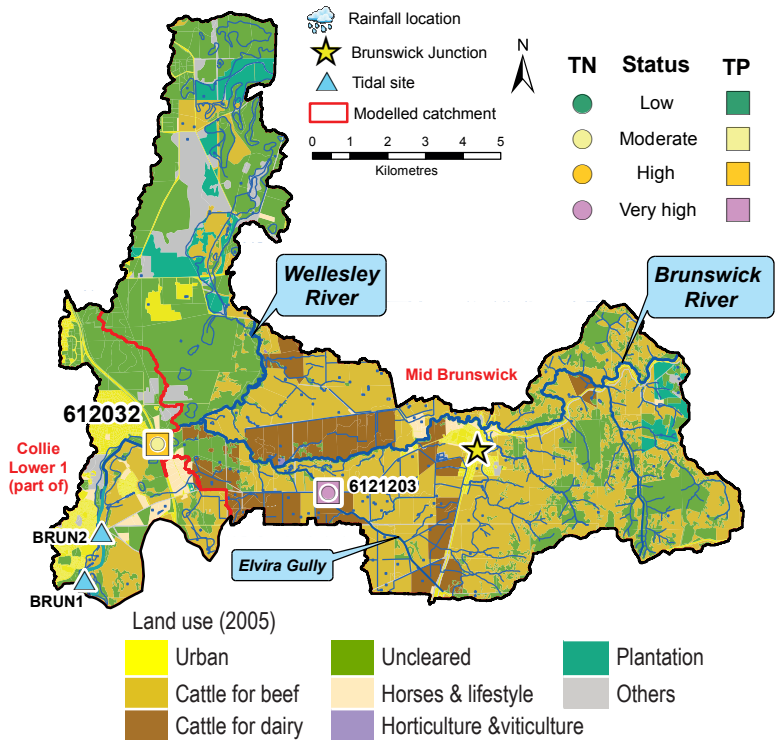 Rainfall location
Brunswick Junction
Tidal site
Modelled catchment
0 1 2 3 4 5
Kilometres
N
TN Status TP
Low
Moderate
High
Very high
Wellesley
River
Brunswick
River
Mid Brunswick
612032
Collie
Lower 1
(part of)
6121203
BRUN2
Elvira Gully
BRUN1
Land use (2005)
Urban
Uncleared
Plantation
Cattle for beef
Horses & lifestyle
Others
Cattle for dairy
Horticulture &viticulture